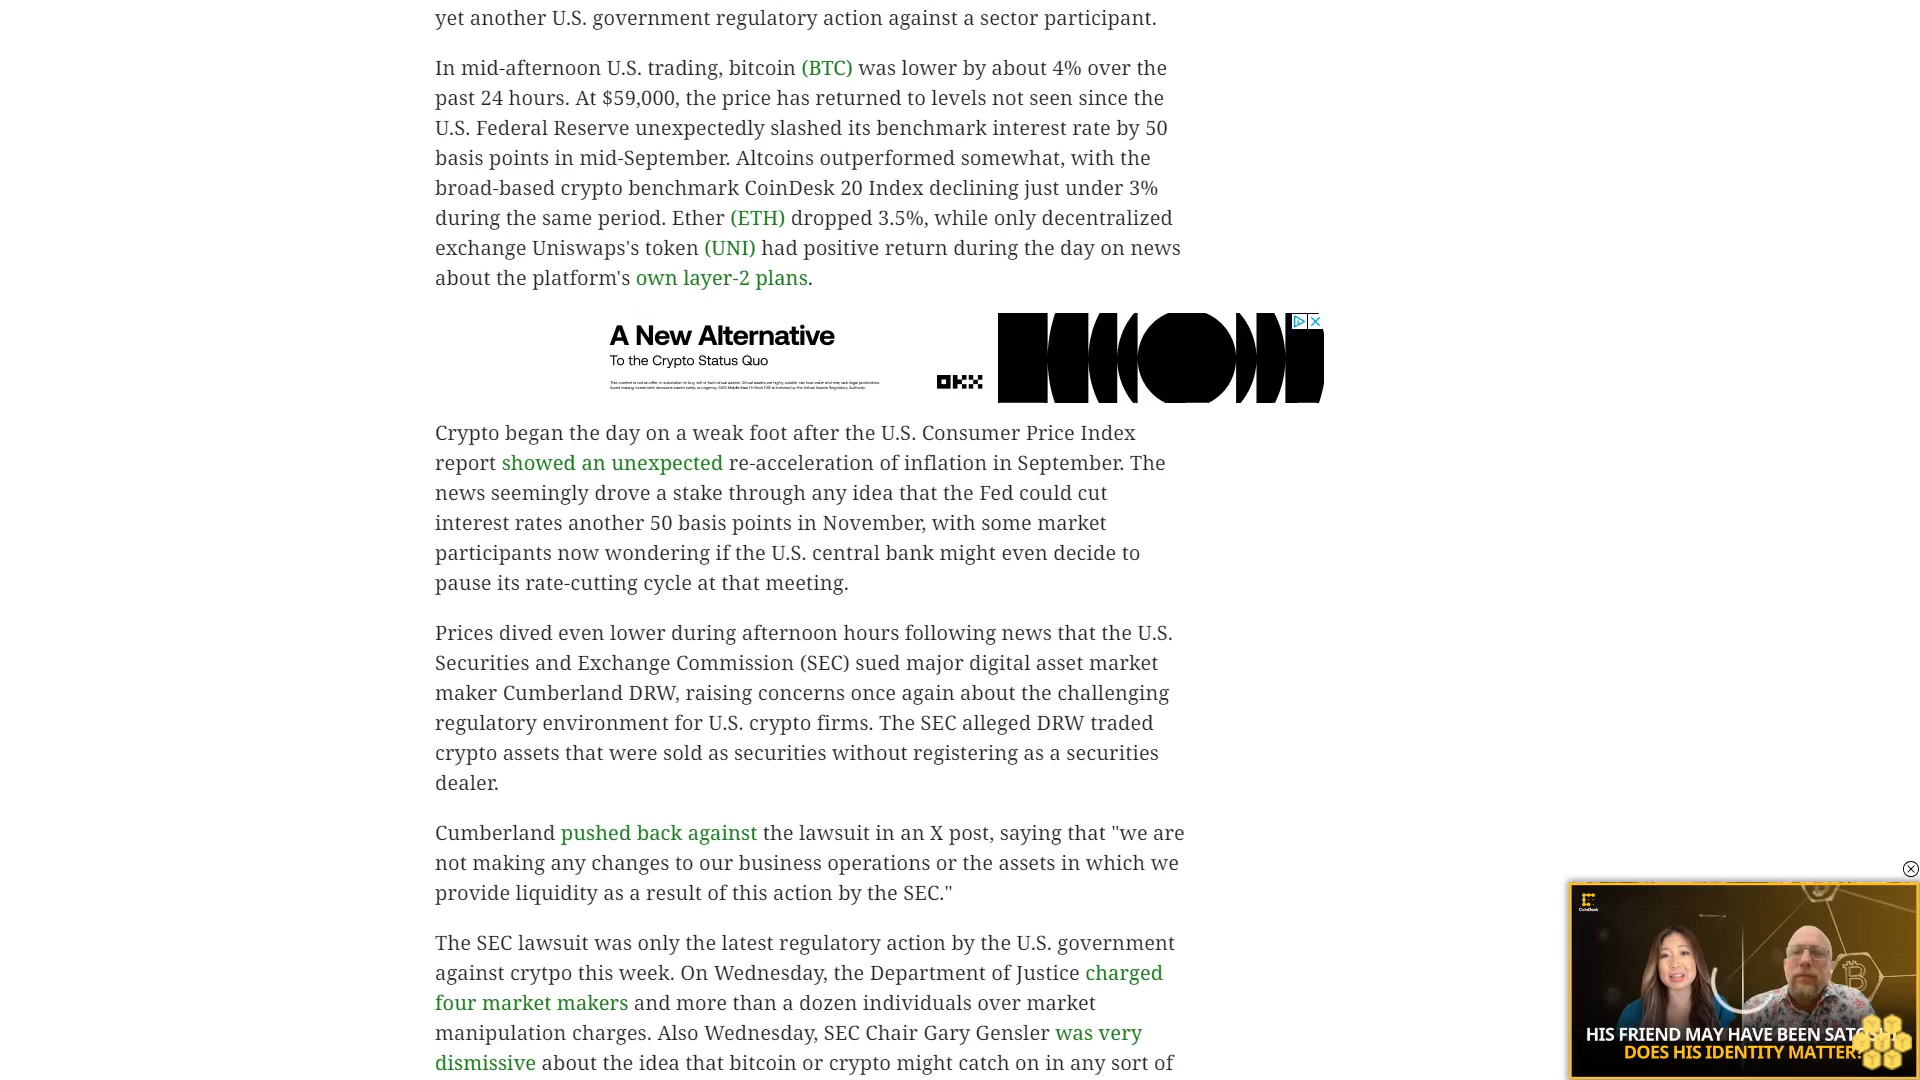 yet another U.S. government regulatory action against a sector participant.
In mid-afternoon U.S. trading, bitcoin (BTC) was lower by about 4% over the
past 24 hours. At $59,000, the price has returned to levels not seen since the
U.S. Federal Reserve unexpectedly slashed its benchmark interest rate by 50
basis points in mid-September. Altcoins outperformed somewhat, with the
broad-based crypto benchmark CoinDesk 20 Index declining just under 3%
during the same period. Ether (ETH) dropped 3.5%, while only decentralized
exchange Uniswaps's token (UNI) had positive return during the day on news
about the platform's own layer-2 plans.
A New Alternative
To the Crypto Status Quo
OKX
Crypto began the day on a weak foot after the U.S. Consumer Price Index
report showed an unexpected re-acceleration of inflation in September. The
news seemingly drove a stake through any idea that the Fed could cut
interest rates another 50 basis points in November, with some market
participants now wondering if the U.S. central bank might even decide to
pause its rate-cutting cycle at that meeting.
Prices dived even lower during afternoon hours following news that the U.S.
Securities and Exchange Commission (SEC) sued major digital asset market
maker Cumberland DRW, raising concerns once again about the challenging
regulatory environment for U.S. crypto firms. The SEC alleged DRW traded
crypto assets that were sold as securities without registering as a securities
dealer.
Cumberland pushed back against the lawsuit in an X post, saying that "we are
not making any changes to our business operations or the assets in which we
provide liquidity as a result of this action by the SEC."
The SEC lawsuit was only the latest regulatory action by the U.S. government
against crytpo this week. On Wednesday, the Department of Justice charged
four market makers and more than a dozen individuals over market
manipulation charges. Also Wednesday, SEC Chair Gary Gensler was very
dismissive about the idea that bitcoin or crypto might catch on in any sort of
CoinDesk
HIS FRIEND MAY HAVE BEEN
DOES HIS IDENTITY MATTER?